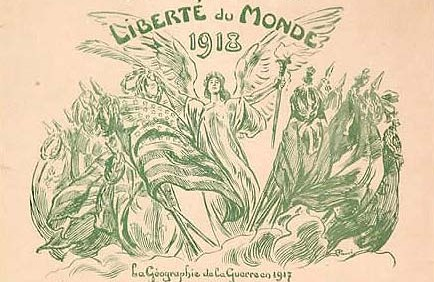 LIBERTÉ DU MONDE
1918
La Géographie de la Guerre en 1917